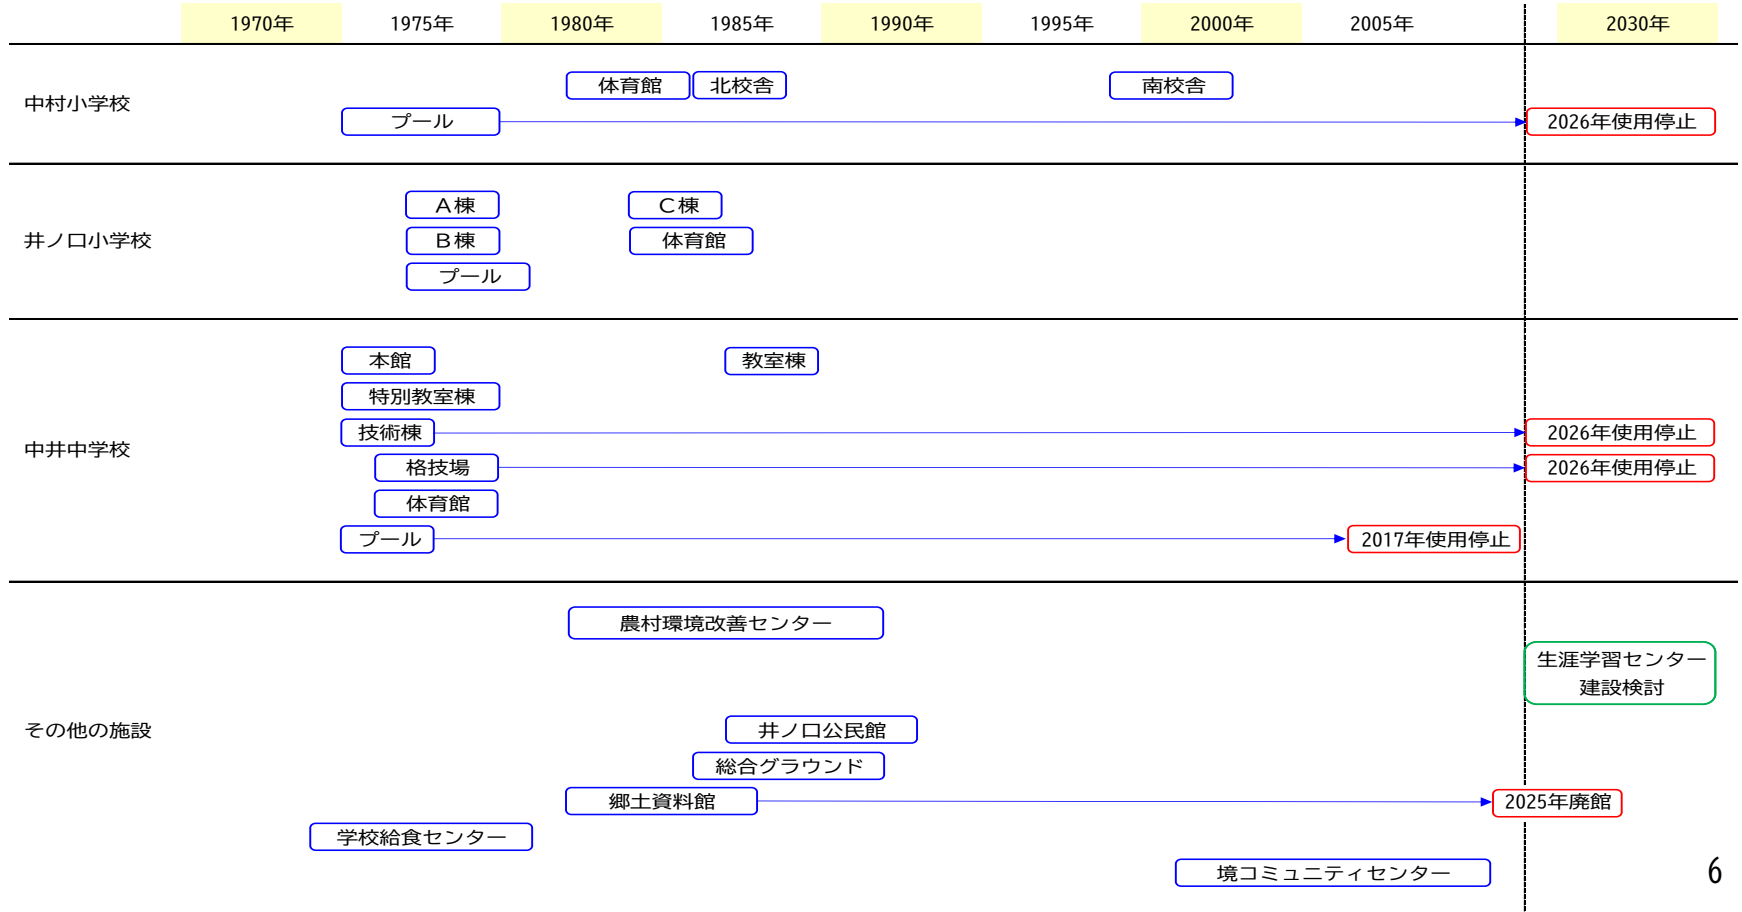 1970年 1975年 1980年 1985年 1990年 1995年 2000年 2005年 2030年
中村小学校
体育館 北校舎 南校舎
プール 2026年使用停止
井ノ口小学校
A棟 C棟
B棟 体育館
プール
中井中学校
本館 教室棟
特別教室棟
技術棟 2026年使用停止
格技場 2026年使用停止
体育館
プール 2017年使用停止
その他の施設
農村環境改善センター
生涯学習センター
建設検討
井ノ口公民館
総合グラウンド
郷土資料館 2025年廃館
学校給食センター
境コミュニティセンター
6